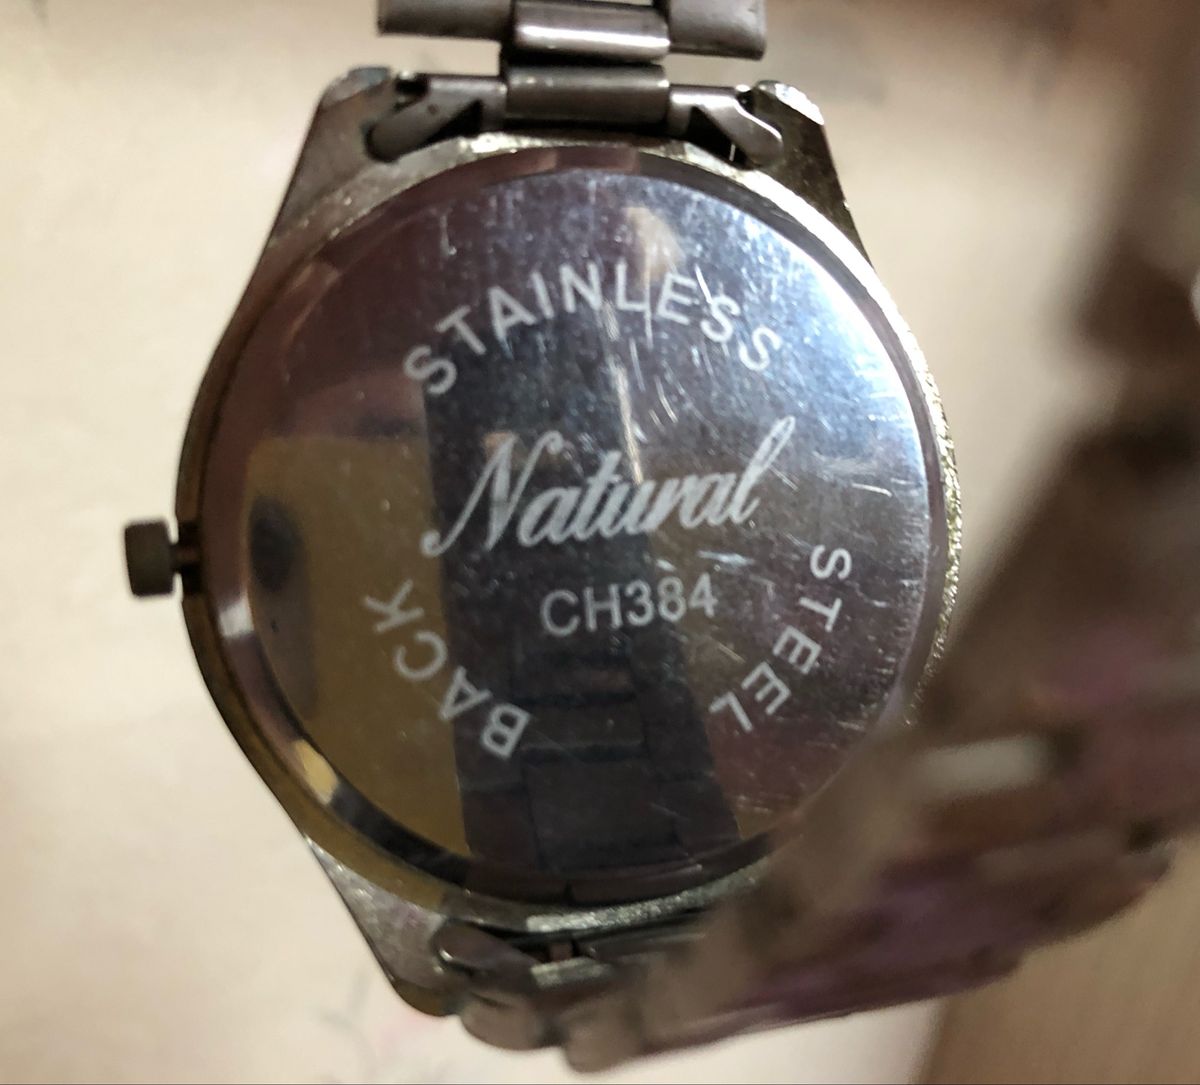 STAINLESS
Natural
CH384
STEEL
BACK